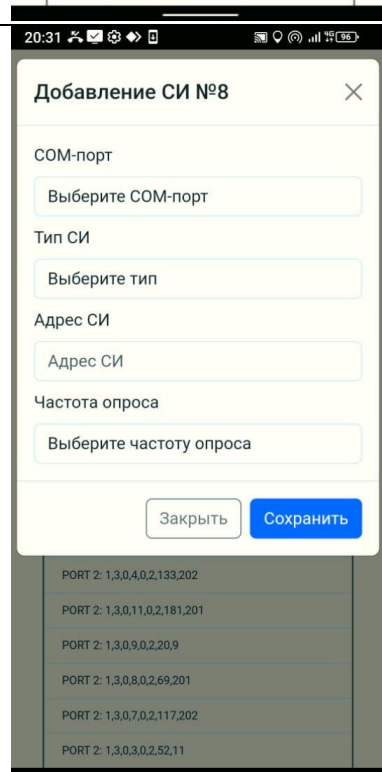 20:31
4G 96
Добавление СИ №8
COM-порт
Выберите COM-порт
Тип СИ
Выберите тип
Адрес СИ
Адрес СИ
Частота опроса
Выберите частоту опроса
Закрыть
Сохранить
PORT 2: 1,3,0,4,0,2,133,202
PORT 2: 1,3,0,11,0,2,181,201
PORT 2: 1,3,0,9,0,2,20,9
PORT 2: 1,3,0,8,0,2,69,201
PORT 2: 1,3,0,7,0,2,117,202
PORT 2: 1,3,0,3,0,2,52,11